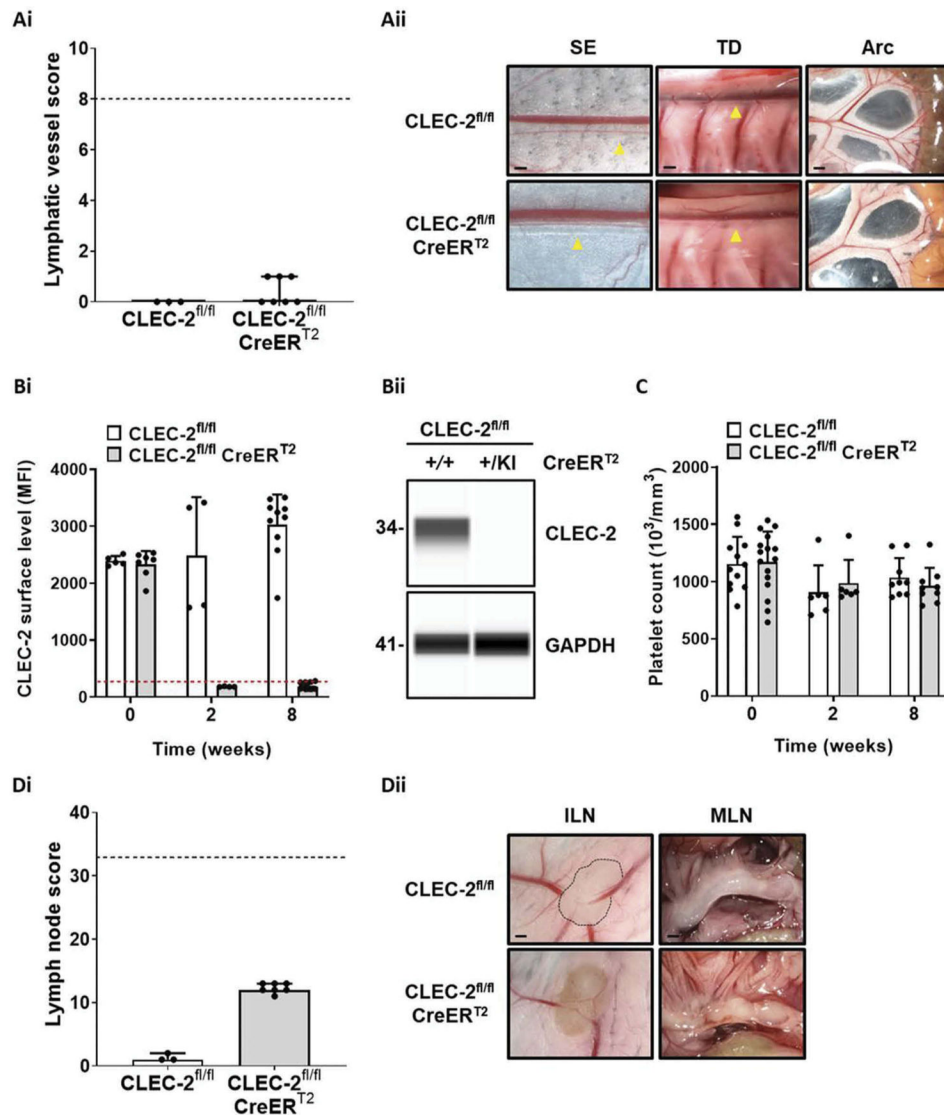 Ai
Lymphatic vessel score
10
8
6
4
2
0
CLEC-2fl/fl
CLEC-2fl/fl
CreERT2
Aii
SE TD Arc
CLEC-2fl/fl
CLEC-2fl/fl
CreERT2
Bi
CLEC-2fl/fl
CLEC-2fl/fl CreERT2
CLEC-2 surface level (MFI)
4000
3000
2000
1000
0
0 2 8
Time (weeks)
Bii
CLEC-2fl/fl
+/+ +/KI CreERT2
34- CLEC-2
41- GAPDH
C
CLEC-2fl/fl
CLEC-2fl/fl CreERT2
Platelet count (103/mm3)
2000
1500
1000
500
0
0 2 8
Time (weeks)
Di
Lymph node score
40
30
20
10
0
CLEC-2fl/fl
CLEC-2fl/fl
CreERT2
Dii
ILN MLN
CLEC-2fl/fl
CLEC-2fl/fl
CreERT2